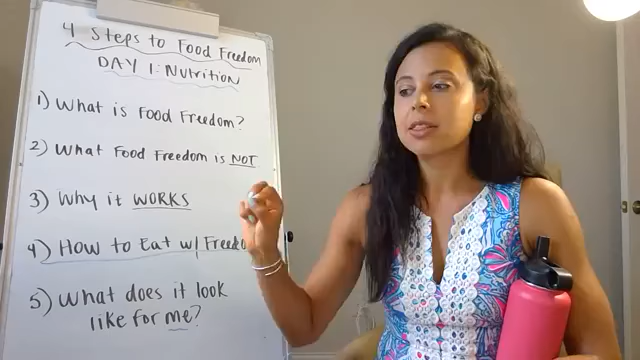 4 Steps to Food Freedom
DAY 1: Nutrition
1) What is Food Freedom?
2) What Food Freedom is NOT
3) Why it WORKS
4) How to Eat w/ Freedo
5) What does it look
like for me?